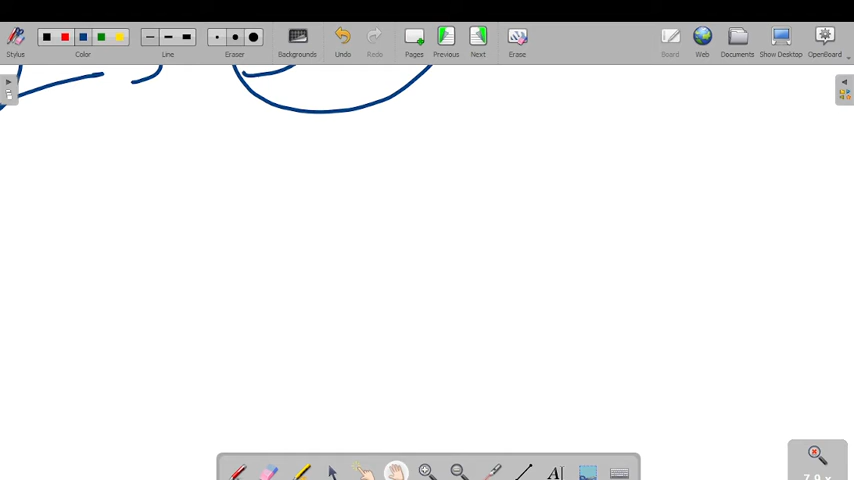 Stylus Color Line Eraser Backgrounds Undo Redo Pages Previous Next Erase Board Web Documents Show Desktop OpenBoard
A